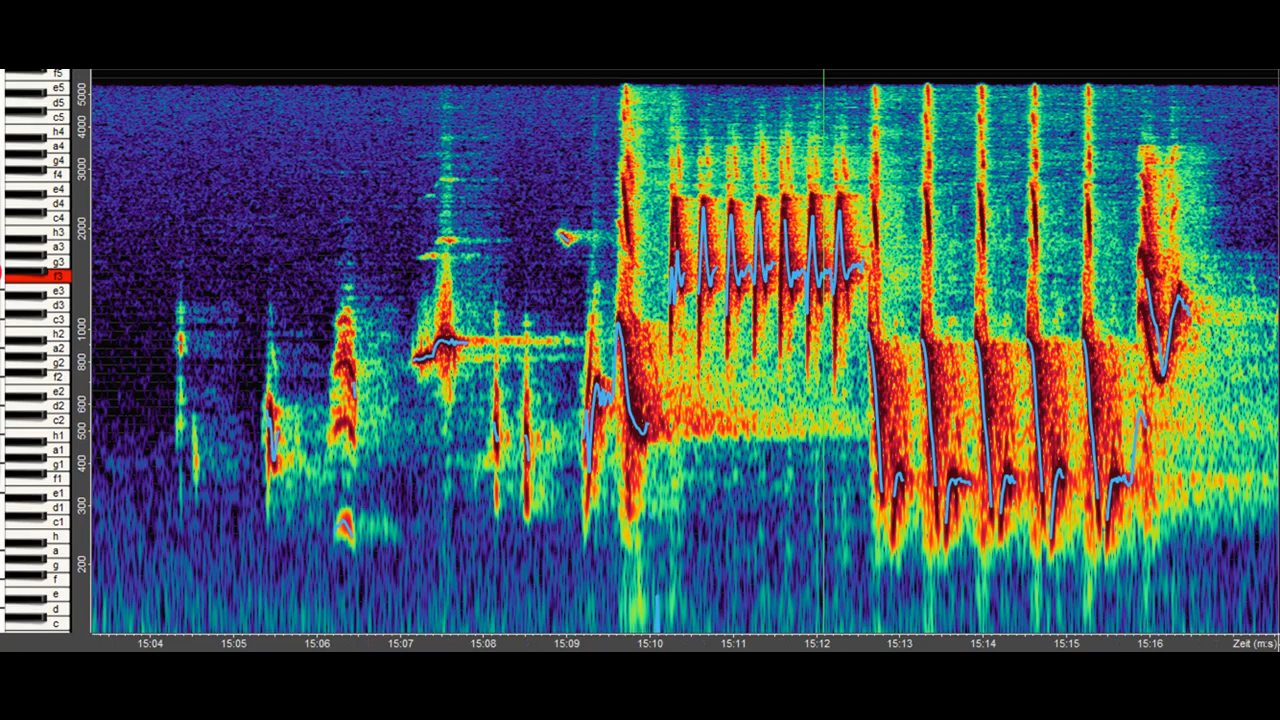 f5
e5
d5
c5
h4
a4
g4
f4
e4
d4
c4
h3
a3
g3
f3
e3
d3
c3
h2
a2
g2
f2
e2
d2
c2
h1
a1
g1
f1
e1
d1
c1
h
a
g
f
e
d
c
5000
4000
3000
2000
1000
800
600
500
400
300
200
15:04 15:05 15:06 15:07 15:08 15:09 15:10 15:11 15:12 15:13 15:14 15:15 15:16 Zeit (m:s)